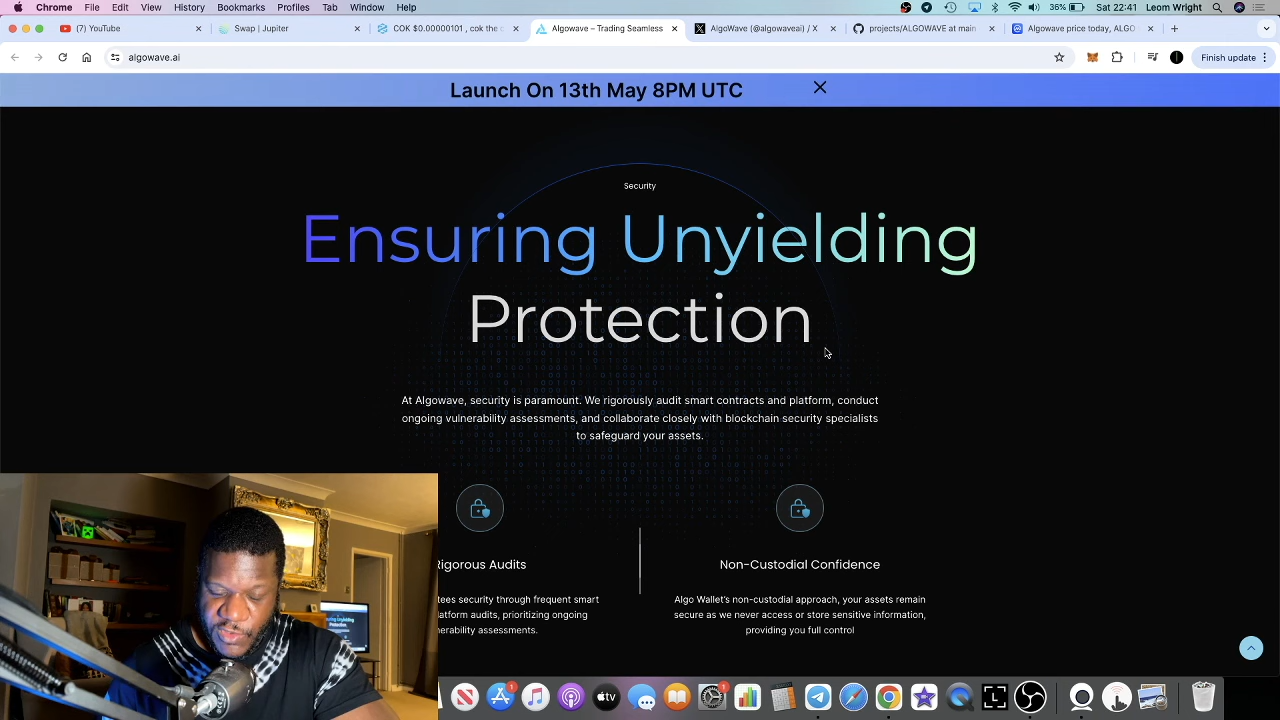 Chrome File Edit View History Bookmarks Profiles Tab Window Help
38% Sat 22:41 Leom Wright
(7) YouTube
Swap | Jupiter
COK $0.00000101 , cok the c
Algowave – Trading Seamless
AlgoWave (@algowaveai) / X
projects/ALGOWAVE at main
Algowave price today, ALGO
algowave.ai
Finish update
Launch On 13th May 8PM UTC
Security
Ensuring Unyielding
Protection
At Algowave, security is paramount. We rigorously audit smart contracts and platform, conduct
ongoing vulnerability assessments, and collaborate closely with blockchain security specialists
to safeguard your assets.
Rigorous Audits
tees security through frequent smart
latform audits, prioritizing ongoing
nerability assessments.
Non-Custodial Confidence
Algo Wallet's non-custodial approach, your assets remain
secure as we never access or store sensitive information,
providing you full control
tv